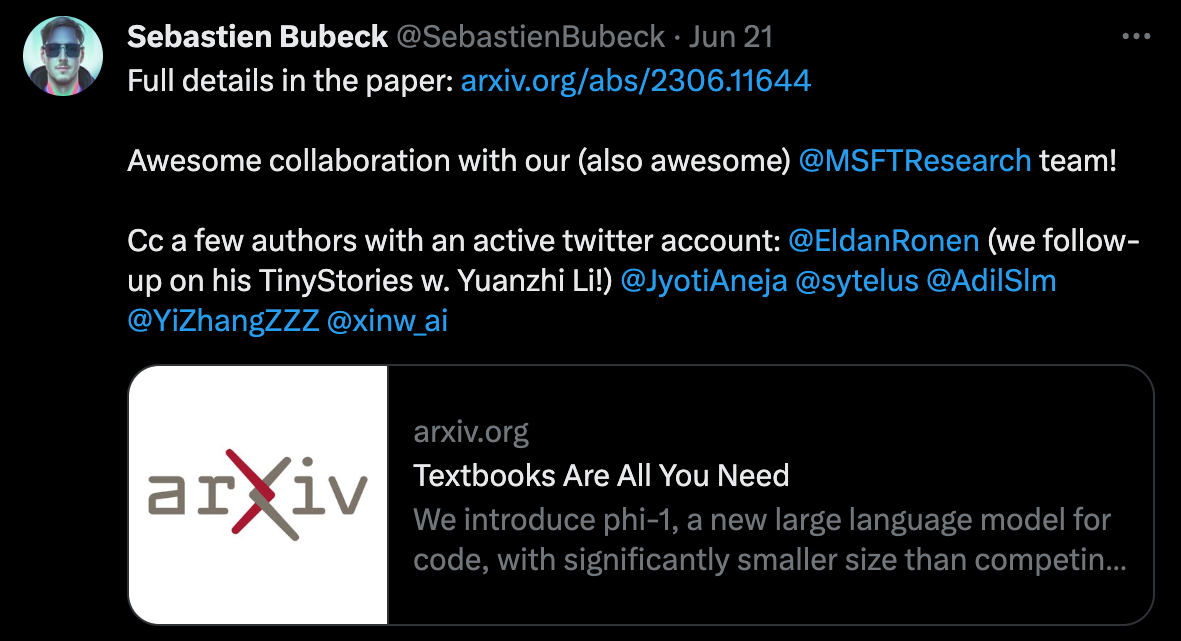 Sebastien Bubeck @SebastienBubeck · Jun 21
Full details in the paper: arxiv.org/abs/2306.11644
Awesome collaboration with our (also awesome) @MSFTResearch team!
Cc a few authors with an active twitter account: @EldanRonen (we follow-
up on his TinyStories w. Yuanzhi Li!) @JyotiAneja @sytelus @AdilSlm
@YiZhangZZZ @xinw_ai
arXiv
arxiv.org
Textbooks Are All You Need
We introduce phi-1, a new large language model for
code, with significantly smaller size than competin...